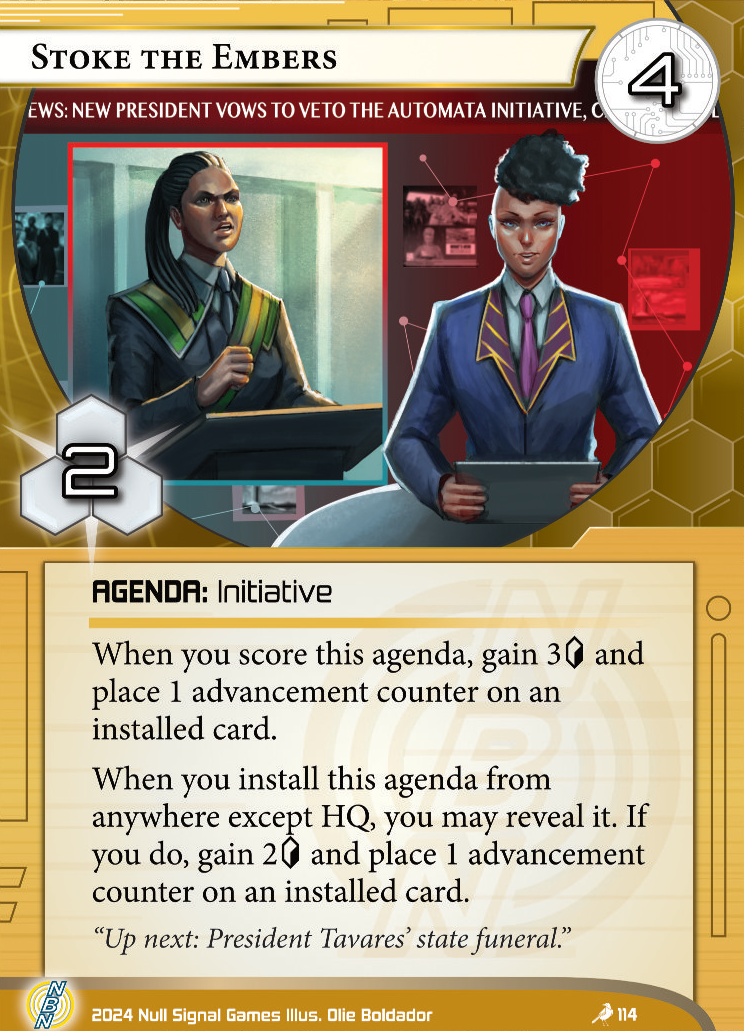 STOKE THE EMBERS
4
EWS: NEW PRESIDENT VOWS TO VETO THE AUTOMATA INITIATIVE,
2
AGENDA: Initiative
When you score this agenda, gain 3 and
place 1 advancement counter on an
installed card.
When you install this agenda from
anywhere except HQ, you may reveal it. If
you do, gain 2 and place 1 advancement
counter on an installed card.
“Up next: President Tavares’ state funeral.”
NBN
2024 Null Signal Games Illus. Olie Boldador
114